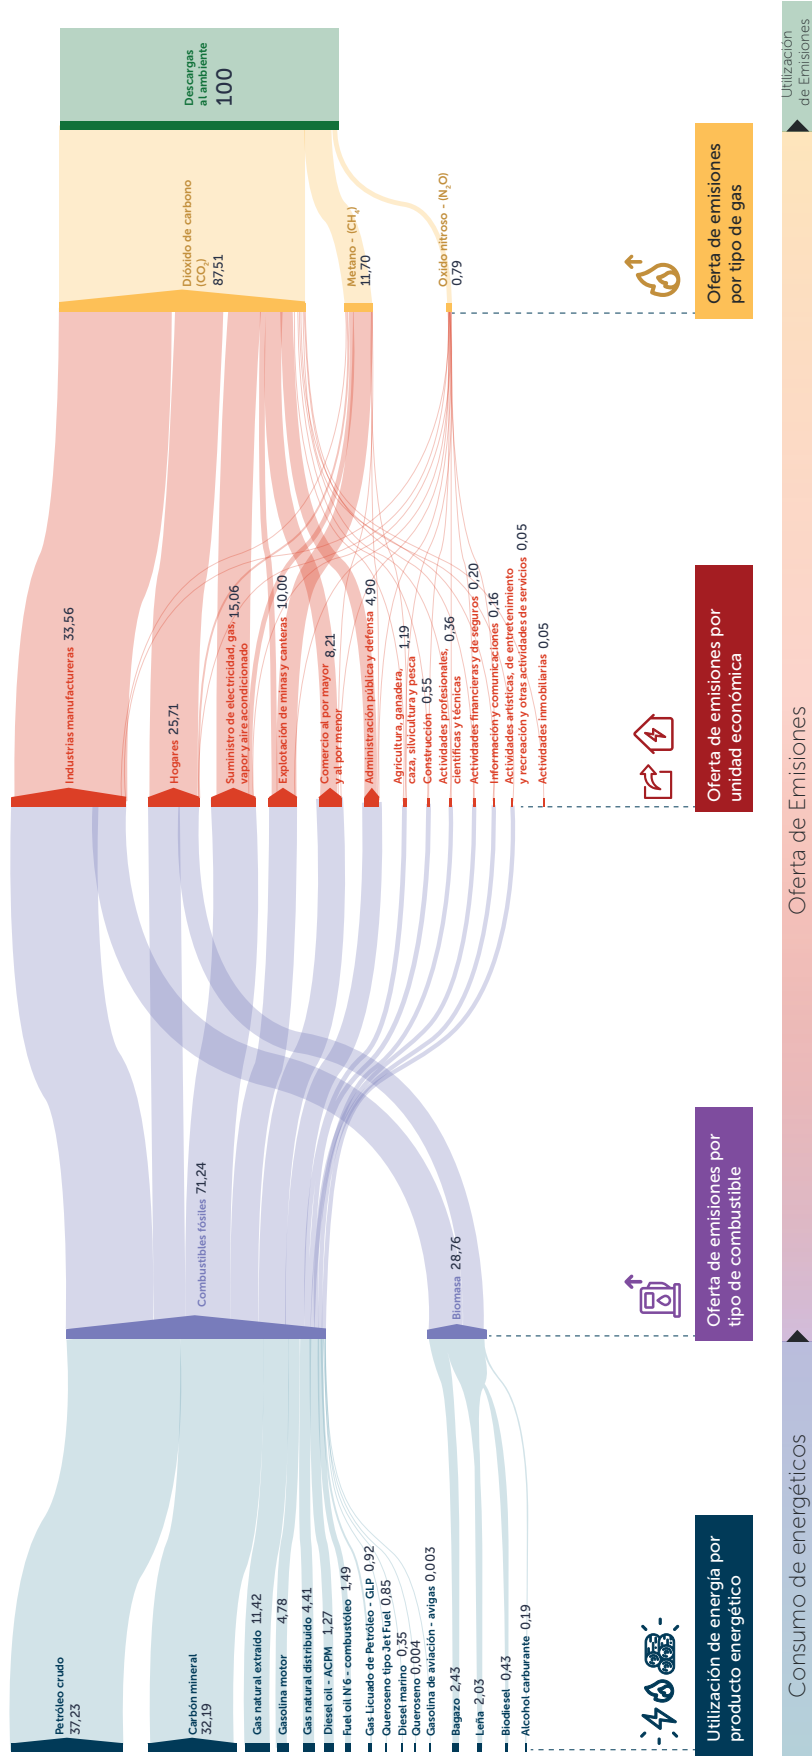 Petróleo crudo
37,23
Carbón mineral
32,19
Gas natural extraído 11,42
Gasolina motor 4,78
Gas natural distribuido 4,41
Diesel oil - ACPM 1,27
Fuel oil N°6 - combustóleo 1,49
Gas Licuado de Petróleo - GLP 0,92
Queroseno tipo Jet Fuel 0,85
Diesel marino 0,35
Queroseno 0,004
Gasolina de aviación - avigas 0,003
Bagazo 2,43
Leña 2,03
Biodiesel 0,43
Alcohol carburante 0,19
Utilización de energía por
producto energético
Consumo de energéticos
Combustibles fósiles 71,24
Biomasa 28,76
Oferta de emisiones por
tipo de combustible
Industrias manufactureras 33,56
Hogares 25,71
Suministro de electricidad, gas,
vapor y aire acondicionado 15,06
Explotación de minas y canteras 10,00
Comercio al por mayor
y al por menor 8,21
Administración pública y defensa 4,90
Agricultura, ganadera,
caza, silvicultura y pesca 1,19
Construcción 0,55
Actividades profesionales,
científicas y técnicas 0,36
Actividades financieras y de seguros 0,20
Información y comunicaciones 0,16
Actividades artísticas, de entretenimiento
y recreación y otras actividades de servicios 0,05
Actividades inmobiliarias 0,05
Oferta de emisiones por
unidad económica
Oferta de Emisiones
Dióxido de carbono
(CO2)
87,51
Metano - (CH4)
11,70
Oxido nitroso - (N2O)
0,79
Oferta de emisiones
por tipo de gas
Descargas
al ambiente
100
Utilización
de Emisiones